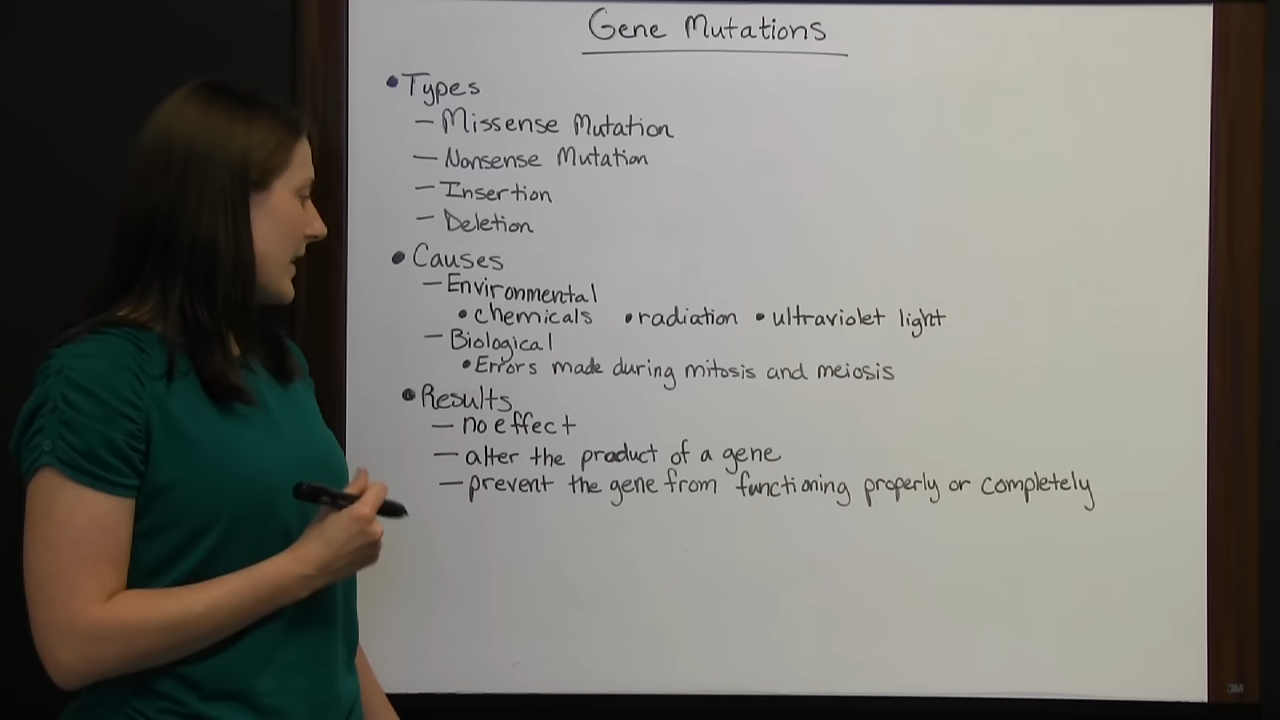 Gene Mutations
• Types
— Missense Mutation
— Nonsense Mutation
— Insertion
— Deletion
• Causes
— Environmental
• chemicals • radiation • ultraviolet light
— Biological
• Errors made during mitosis and meiosis
• Results
— no effect
— alter the product of a gene
— prevent the gene from functioning properly or completely
3M